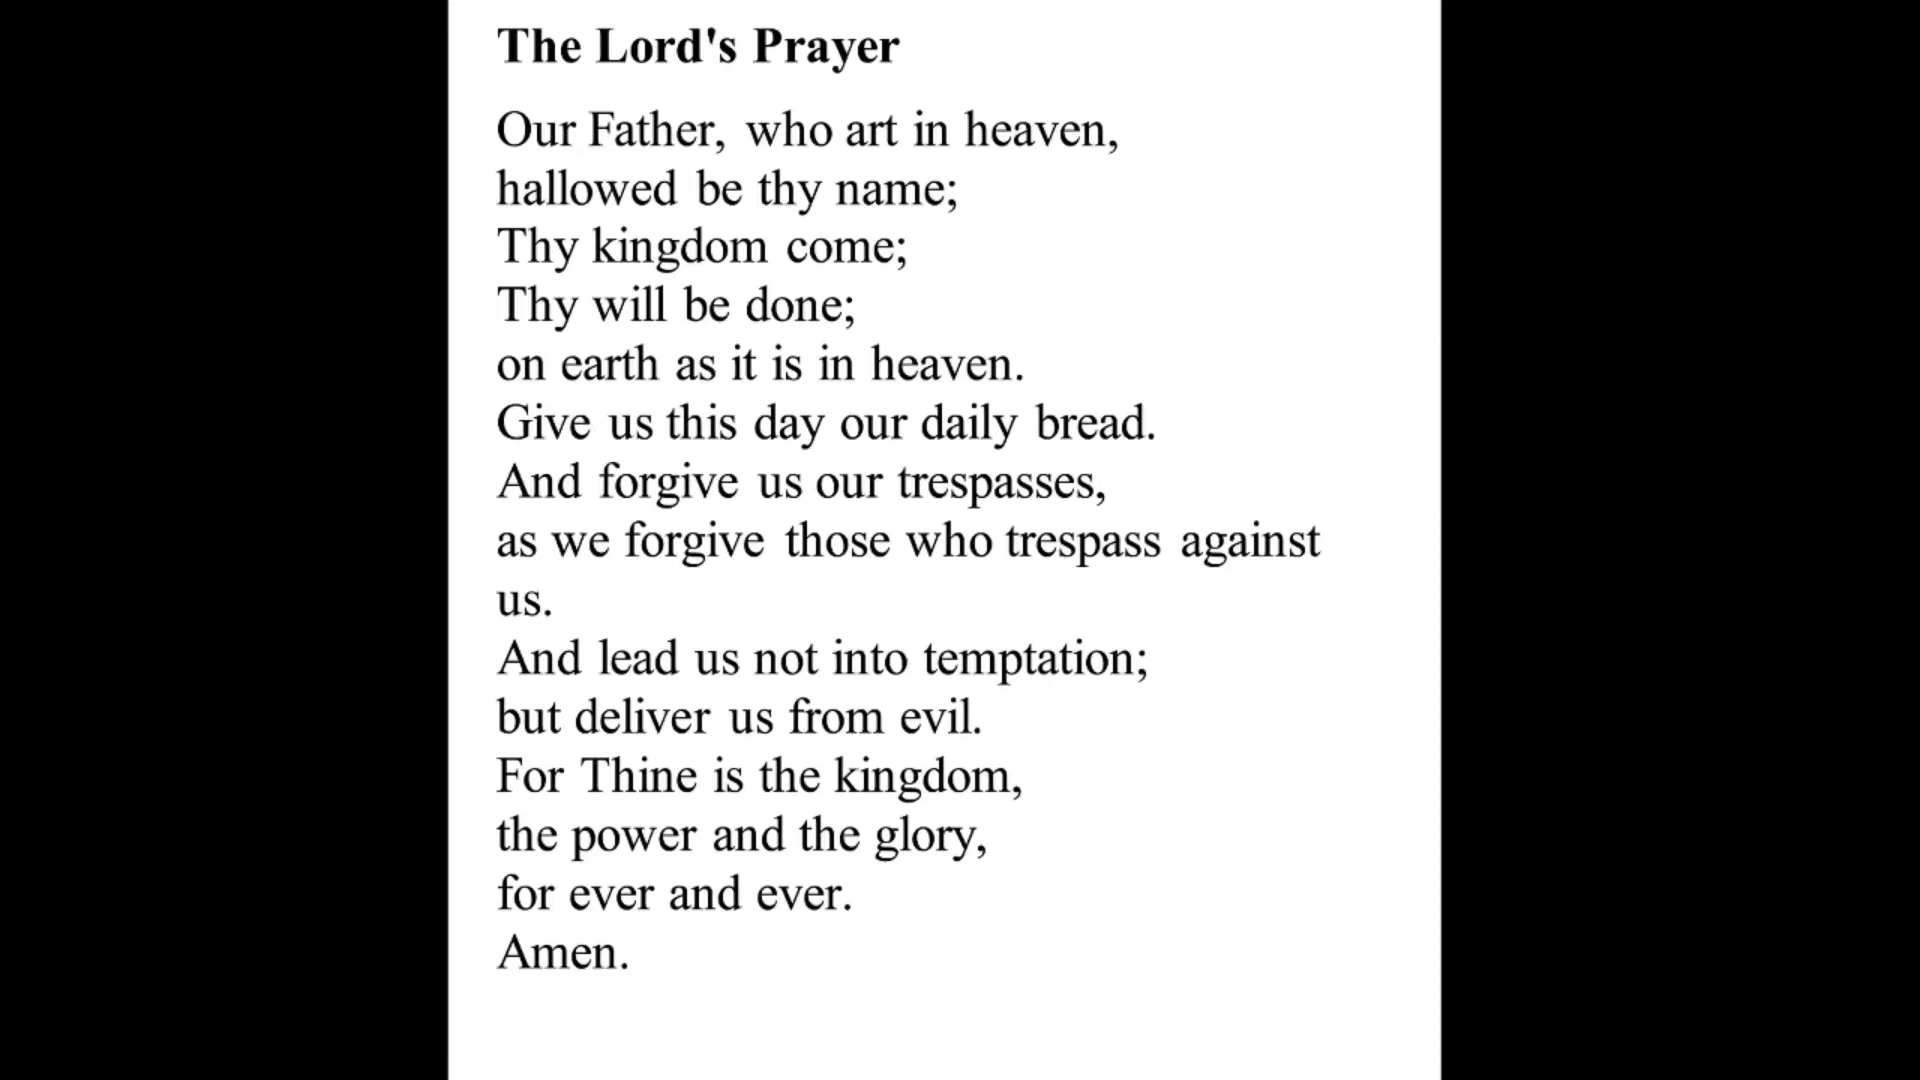 The Lord's Prayer
Our Father, who art in heaven,
hallowed be thy name;
Thy kingdom come;
Thy will be done;
on earth as it is in heaven.
Give us this day our daily bread.
And forgive us our trespasses,
as we forgive those who trespass against
us.
And lead us not into temptation;
but deliver us from evil.
For Thine is the kingdom,
the power and the glory,
for ever and ever.
Amen.